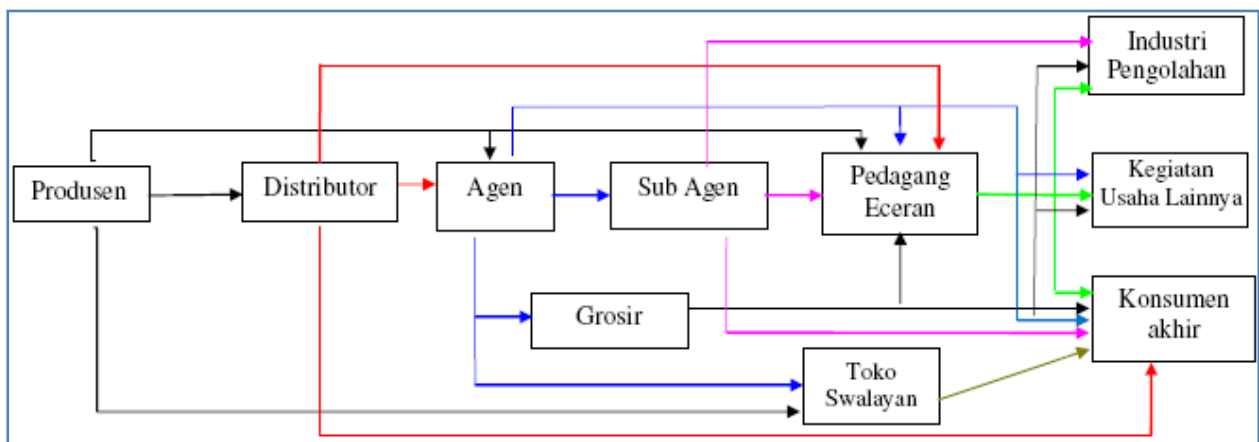 Industri
Pengolahan
Produsen
Distributor
Agen
Sub Agen
Pedagang
Eceran
Kegiatan
Usaha Lainnya
Grosir
Konsumen
akhir
Toko
Swalayan